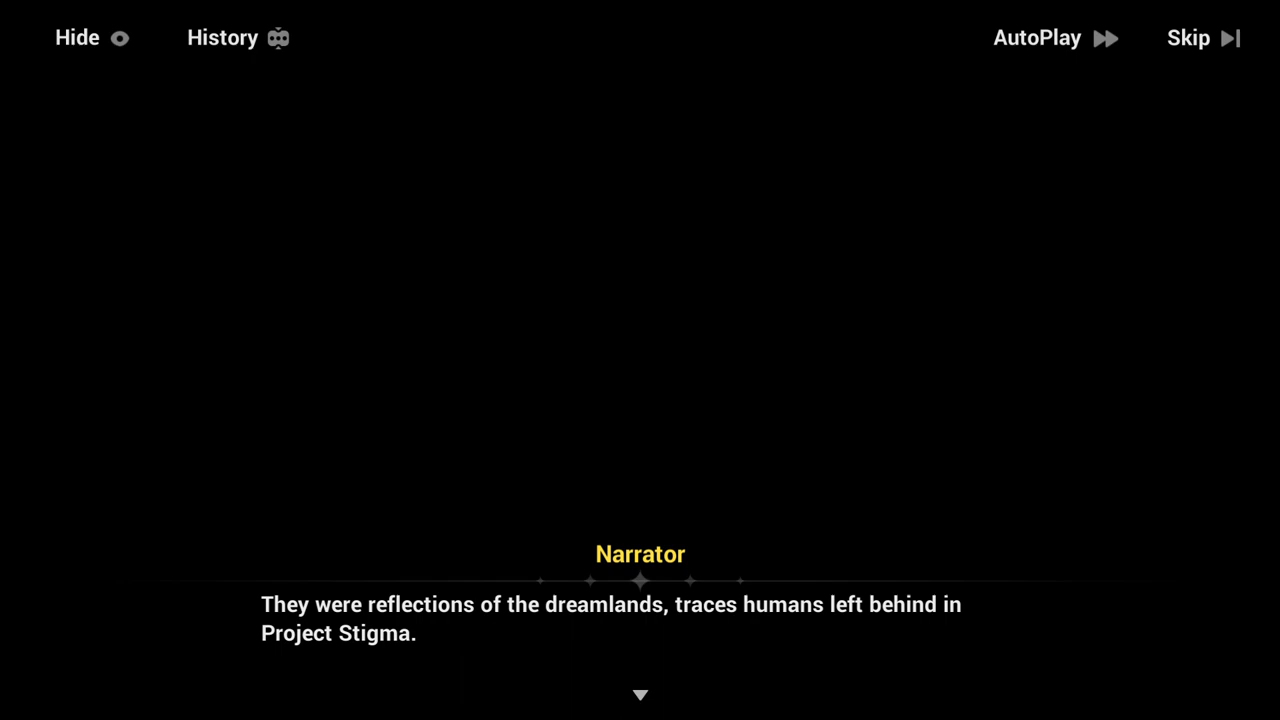 Hide
History
AutoPlay
Skip
Narrator
They were reflections of the dreamlands, traces humans left behind in
Project Stigma.